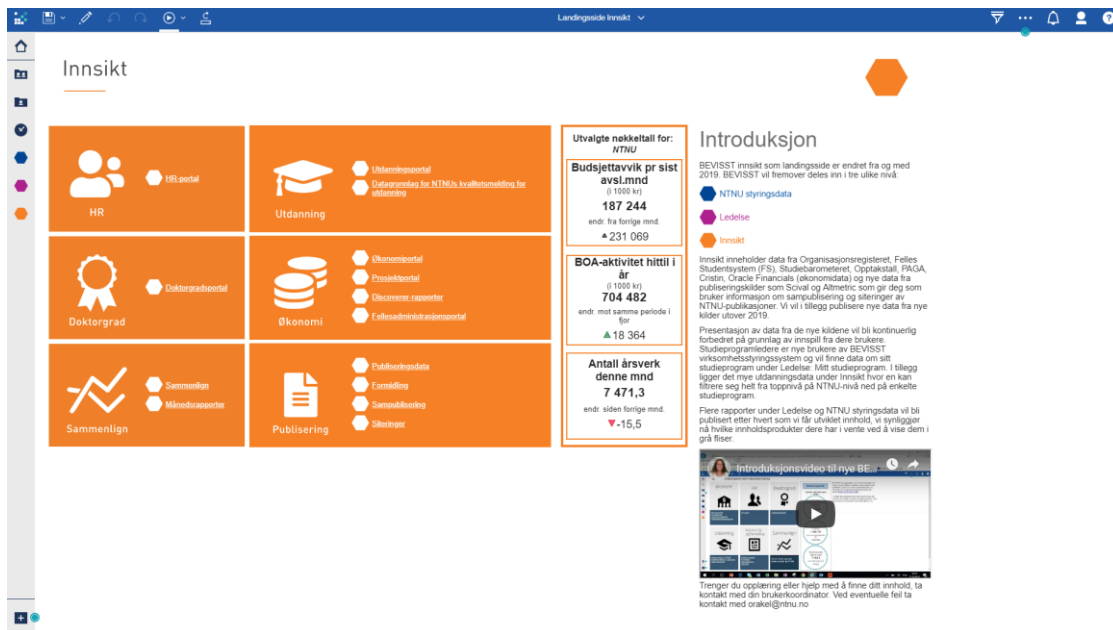 Landingsside Innsikt
Innsikt
HR-portal
HR
Utdanningsportal
Datagrunnlag for NTNUs kvalitetsmelding for
utdanning
Utdanning
Doktorgradsportal
Doktorgrad
Økonomiportal
Prosjektportal
Discoverer-rapporter
Fellesadministrasjonsportal
Økonomi
Sammenlign
Månedsrapporter
Sammenlign
Publiseringsdata
Formidling
Sampublisering
Siteringer
Publisering
Utvalgte nøkkeltall for:
NTNU
Budsjettavvik pr sist
avsl.mnd
(i 1000 kr)
187 244
endr. fra forrige mnd.
231 069
BOA-aktivitet hittil i
år
(i 1000 kr)
704 482
endr. mot samme periode i
fjor
18 364
Antall årsverk
denne mnd
7 471,3
endr. siden forrige mnd.
-15,5
Introduksjon
BEVISST innsikt som landingsside er endret fra og med
2019. BEVISST vil fremover deles inn i tre ulike nivå:
NTNU styringsdata
Ledelse
Innsikt
Innsikt inneholder data fra Organisasjonsregisteret, Felles
Studentsystem (FS), Studiebarometeret, Opptakstall, PAGA,
Cristin, Oracle Financials (økonomidata) og nye data fra
publiseringskilder som Scival og Altmetric som gir deg som
bruker informasjon om sampublisering og siteringer av
NTNU-publikasjoner. Vi vil i tillegg publisere nye data fra nye
kilder utover 2019.
Presentasjon av data fra de nye kildene vil bli kontinuerlig
forbedret på grunnlag av innspill fra dere brukere.
Studieprogramledere er nye brukere av BEVISST
virksomhetsstyringssystem og vil finne data om sitt
studieprogram under Ledelse: Mitt studieprogram. I tillegg
ligger det mye utdanningsdata under Innsikt hvor en kan
filtrere seg helt fra toppnivå på NTNU-nivå ned på enkelte
studieprogram.
Flere rapporter under Ledelse og NTNU styringsdata vil bli
publisert etter hvert som vi får utviklet innhold, vi synliggjør
nå hvilke innholdsprodukter dere har i vente ved å vise dem i
grå fliser.
Introduksjonsvideo til nye BE...
Sammenlign
Trenger du opplæring eller hjelp med å finne ditt innhold, ta
kontakt med din brukerkoordinator. Ved eventuelle feil ta
kontakt med orakel@ntnu.no